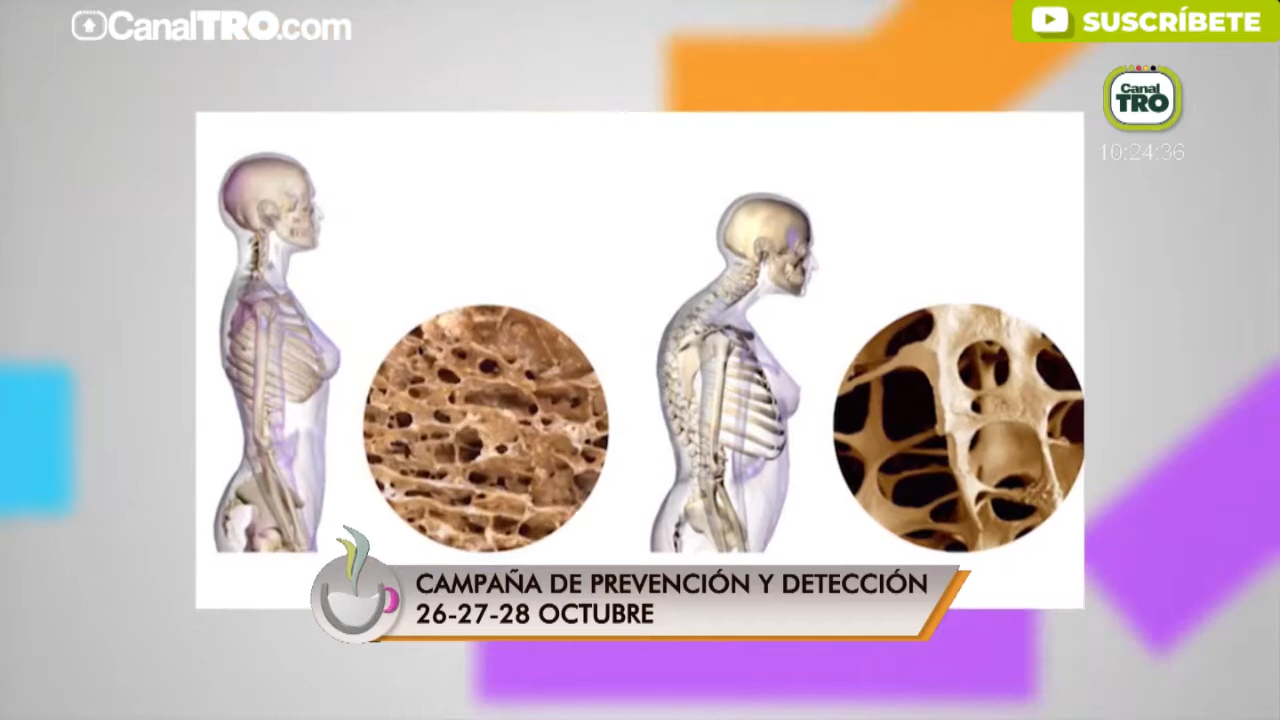 CanalTRO.com
SUSCRÍBETE
Canal
TRO
10:24:36
CAMPAÑA DE PREVENCIÓN Y DETECCIÓN
26-27-28 OCTUBRE